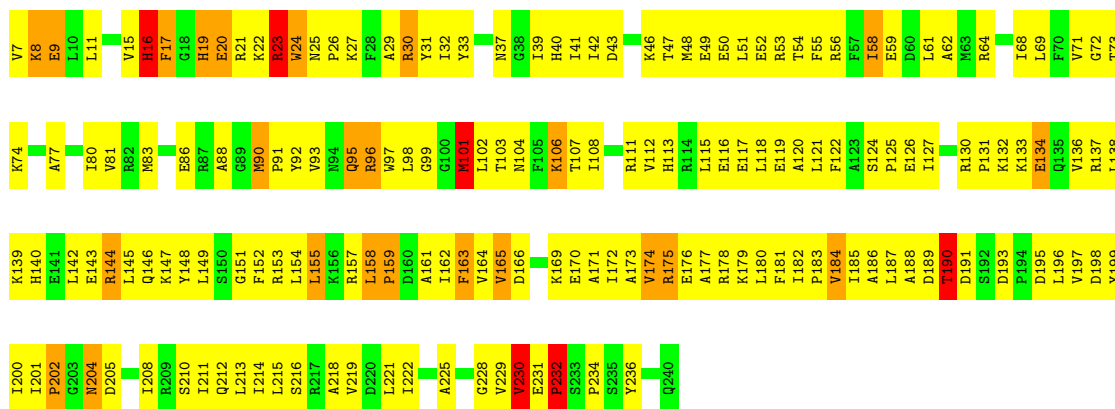 V7 K8 E9 L10 L11 V15 H16 F17 G18 H19 E20 R21 K22 R23 W24 N25 P26 K27 F28 A29 R30 Y31 I32 Y33 N37 G38 I39 H40 I41 I42 D43 K46 T47 M48 E49 E50 L51 E52 R53 T54 F55 R56 F57 I58 E59 D60 L61 A62 M63 R64 I68 L69 F70 V71 G72 T73
K74 A77 I80 V81 R82 M83 E86 R87 A88 G89 M90 P91 Y92 V93 N94 Q95 R96 W97 L98 G99 G100 M101 L102 T103 N104 F105 K106 T107 I108 R111 V112 H113 R114 L115 E116 E117 L118 E119 A120 L121 F122 A123 S124 P125 E126 I127 R130 P131 K132 K133 E134 Q135 V136 R137 L138
K139 H140 E141 L142 E143 R144 L145 Q146 K147 Y148 L149 S150 G151 F152 R153 L154 L155 K156 R157 L158 P159 D160 A161 I162 F163 V164 V165 D166 K169 E170 A171 I172 A173 V174 R175 E176 A177 R178 K179 L180 F181 I182 P183 V184 I185 A186 L187 A188 D189 T190 D191 S192 D193 P194 D195 L196 V197 D198 Y199
I200 I201 P202 G203 N204 D205 I208 R209 S210 I211 Q212 L213 I214 L215 S216 R217 A218 V219 D220 L221 I222 A225 G228 V229 V230 E231 P232 S233 P234 S235 Y236 Q240